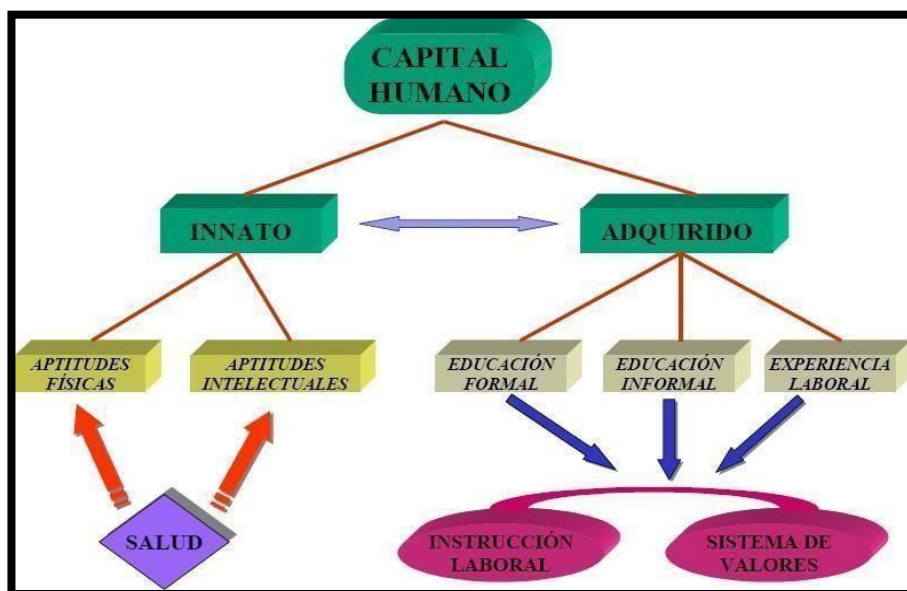 CAPITAL
HUMANO
INNATO
ADQUIRIDO
APTITUDES
FÍSICAS
APTITUDES
INTELECTUALES
EDUCACIÓN
FORMAL
EDUCACIÓN
INFORMAL
EXPERIENCIA
LABORAL
SALUD
INSTRUCCIÓN
LABORAL
SISTEMA DE
VALORES